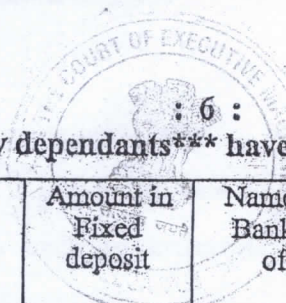 COURT OF EXECUTIVE
: 6 :
dependants*** have
Amount in
Fixed
deposit
Name
Bank
of